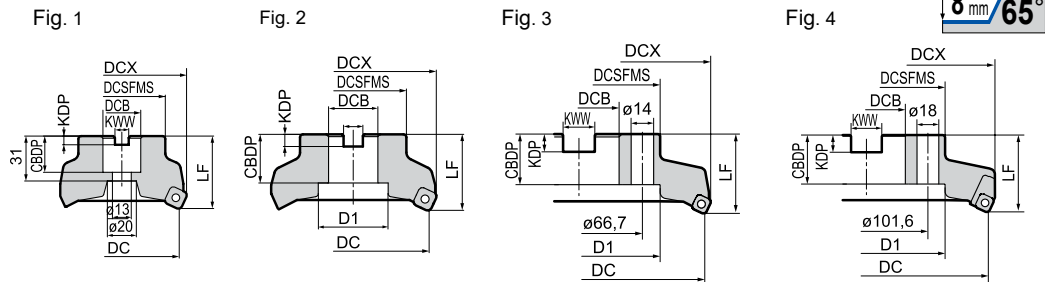 Fig. 1
DCX
DCSFMS
DCB
KWW
KDP
31
CBDP
LF
ø13
ø20
DC
Fig. 2
DCX
DCSFMS
DCB
KWW
KDP
CBDP
LF
D1
DC
Fig. 3
DCX
DCSFMS
DCB
ø14
KWW
CBDP
KDP
LF
ø66,7
D1
DC
Fig. 4
DCX
DCSFMS
DCB
ø18
KWW
CBDP
KDP
LF
ø101,6
D1
DC
8 mm
65°